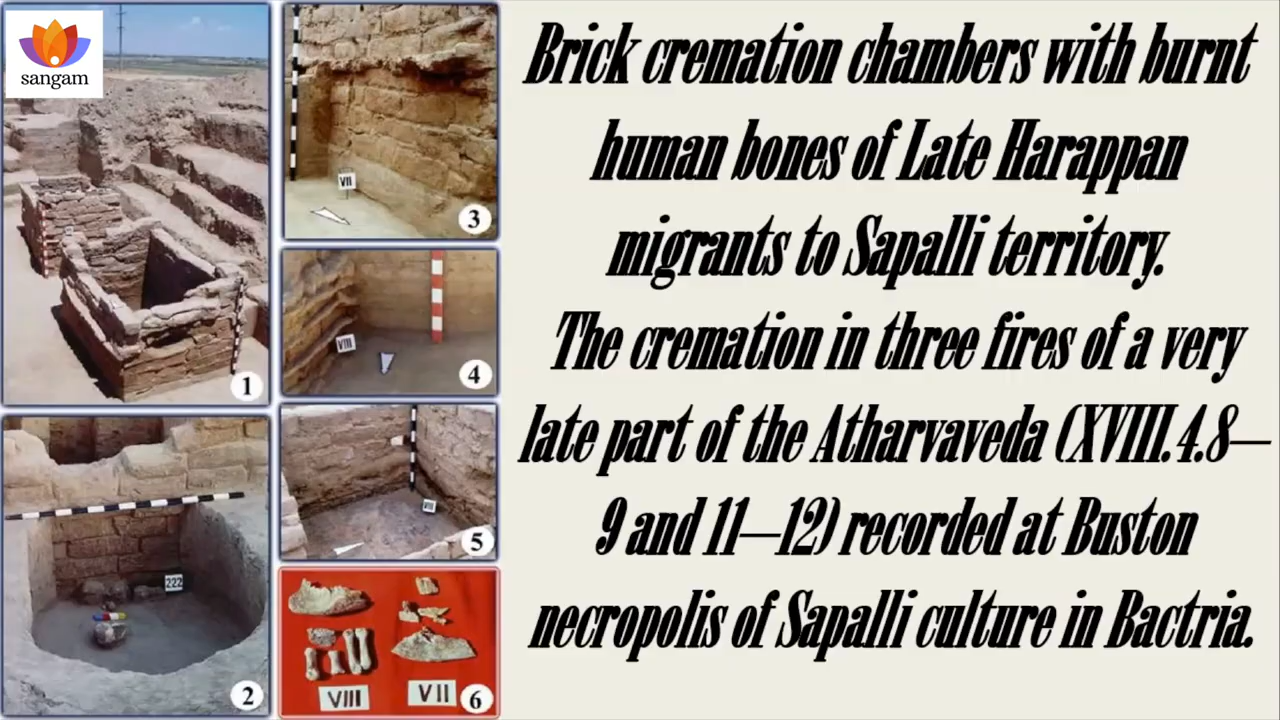 sangam
1
2
222
3
VII
4
VIII
5
VIII
6
VIII
VII
Brick cremation chambers with burnt
human bones of Late Harappan
migrants to Sapalli territory.
The cremation in three fires of a very
late part of the Atharvaveda (XVIII.4.8—
9 and 11—12) recorded at Buston
necropolis of Sapalli culture in Bactria.